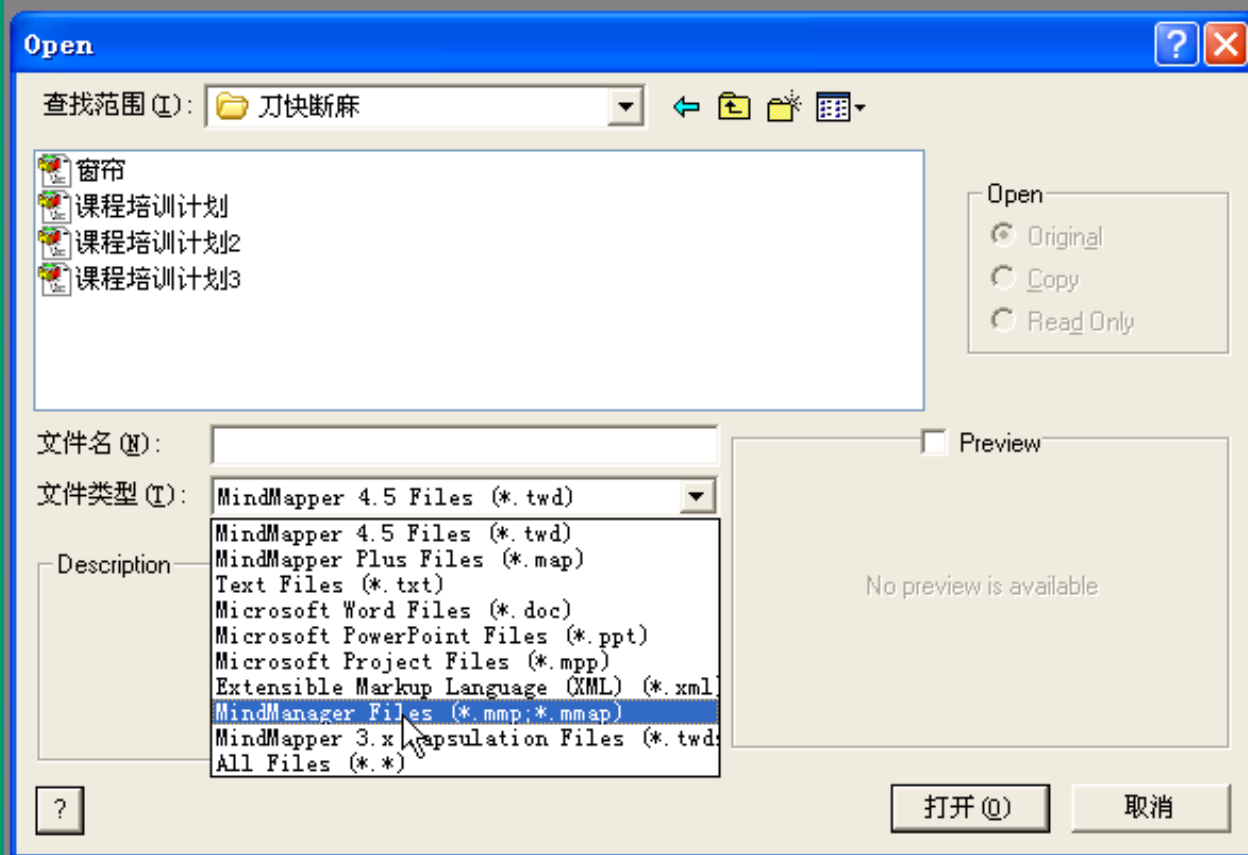 Open
查找范围(I): 刀快断麻
窗帘
课程培训计划
课程培训计划2
课程培训计划3
Open
Original
Copy
Read Only
文件名(N):
Preview
文件类型(T): MindMapper 4.5 Files (*.twd)
MindMapper 4.5 Files (*.twd)
MindMapper Plus Files (*.map)
Text Files (*.txt)
Microsoft Word Files (*.doc)
Microsoft PowerPoint Files (*.ppt)
Microsoft Project Files (*.mpp)
Extensible Markup Language (XML) (*.xml
MindManager Files (*.mmp;*.mmap)
MindMapper 3.x apsulation Files (*.twds
All Files (*.*)
Description
No preview is available
?
打开(O)
取消